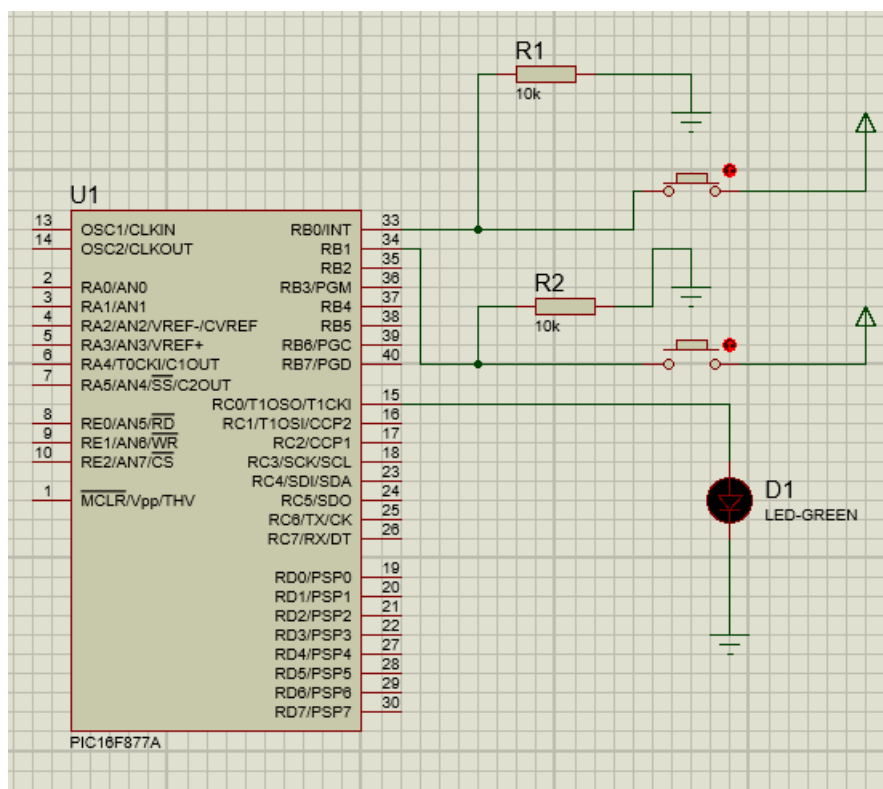 R1
10k
U1
13 OSC1/CLKIN RB0/INT 33
14 OSC2/CLKOUT RB1 34
RB2 35
2 RA0/AN0 RB3/PGM 36
3 RA1/AN1 RB4 37
4 RA2/AN2/VREF-/CVREF RB5 38
5 RA3/AN3/VREF+ RB6/PGC 39
6 RA4/T0CKI/C1OUT RB7/PGD 40
7 RA5/AN4/SS/C2OUT
RC0/T1OSO/T1CKI 15
8 RE0/AN5/RD RC1/T1OSI/CCP2 16
9 RE1/AN6/WR RC2/CCP1 17
10 RE2/AN7/CS RC3/SCK/SCL 18
RC4/SDI/SDA 23
1 MCLR/Vpp/THV RC5/SDO 24
RC6/TX/CK 25
RC7/RX/DT 26
RD0/PSP0 19
RD1/PSP1 20
RD2/PSP2 21
RD3/PSP3 22
RD4/PSP4 27
RD5/PSP5 28
RD6/PSP6 29
RD7/PSP7 30
PIC16F877A
R2
10k
D1
LED-GREEN